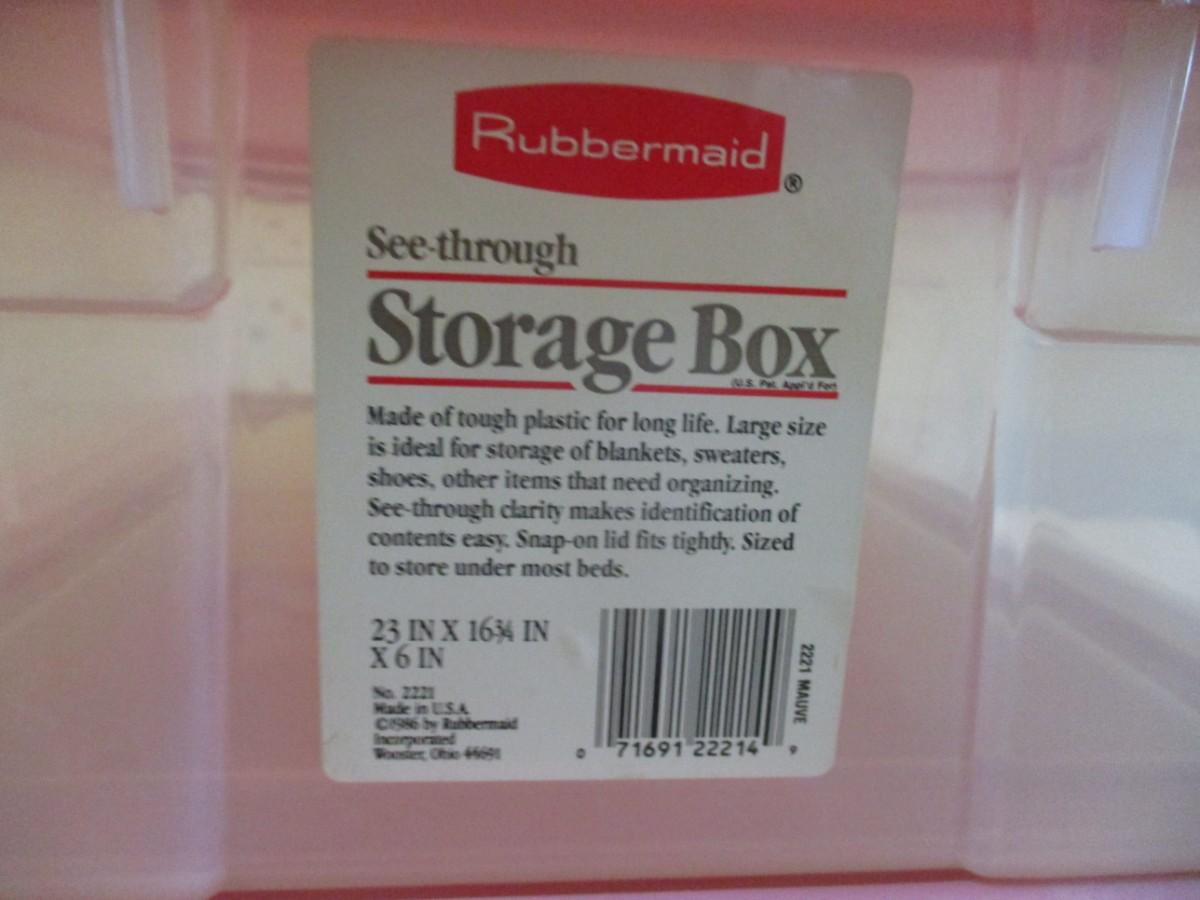 Rubbermaid®
See-through
Storage Box
(U.S. Pat. Appl'd For)
Made of tough plastic for long life. Large size
is ideal for storage of blankets, sweaters,
shoes, other items that need organizing.
See-through clarity makes identification of
contents easy. Snap-on lid fits tightly. Sized
to store under most beds.
23 IN X 16¾ IN
X 6 IN
No. 2221
Made in U.S.A.
©1986 by Rubbermaid
Incorporated
Wooster, Ohio 44691
0 71691 22214 9
2221 MAUVE